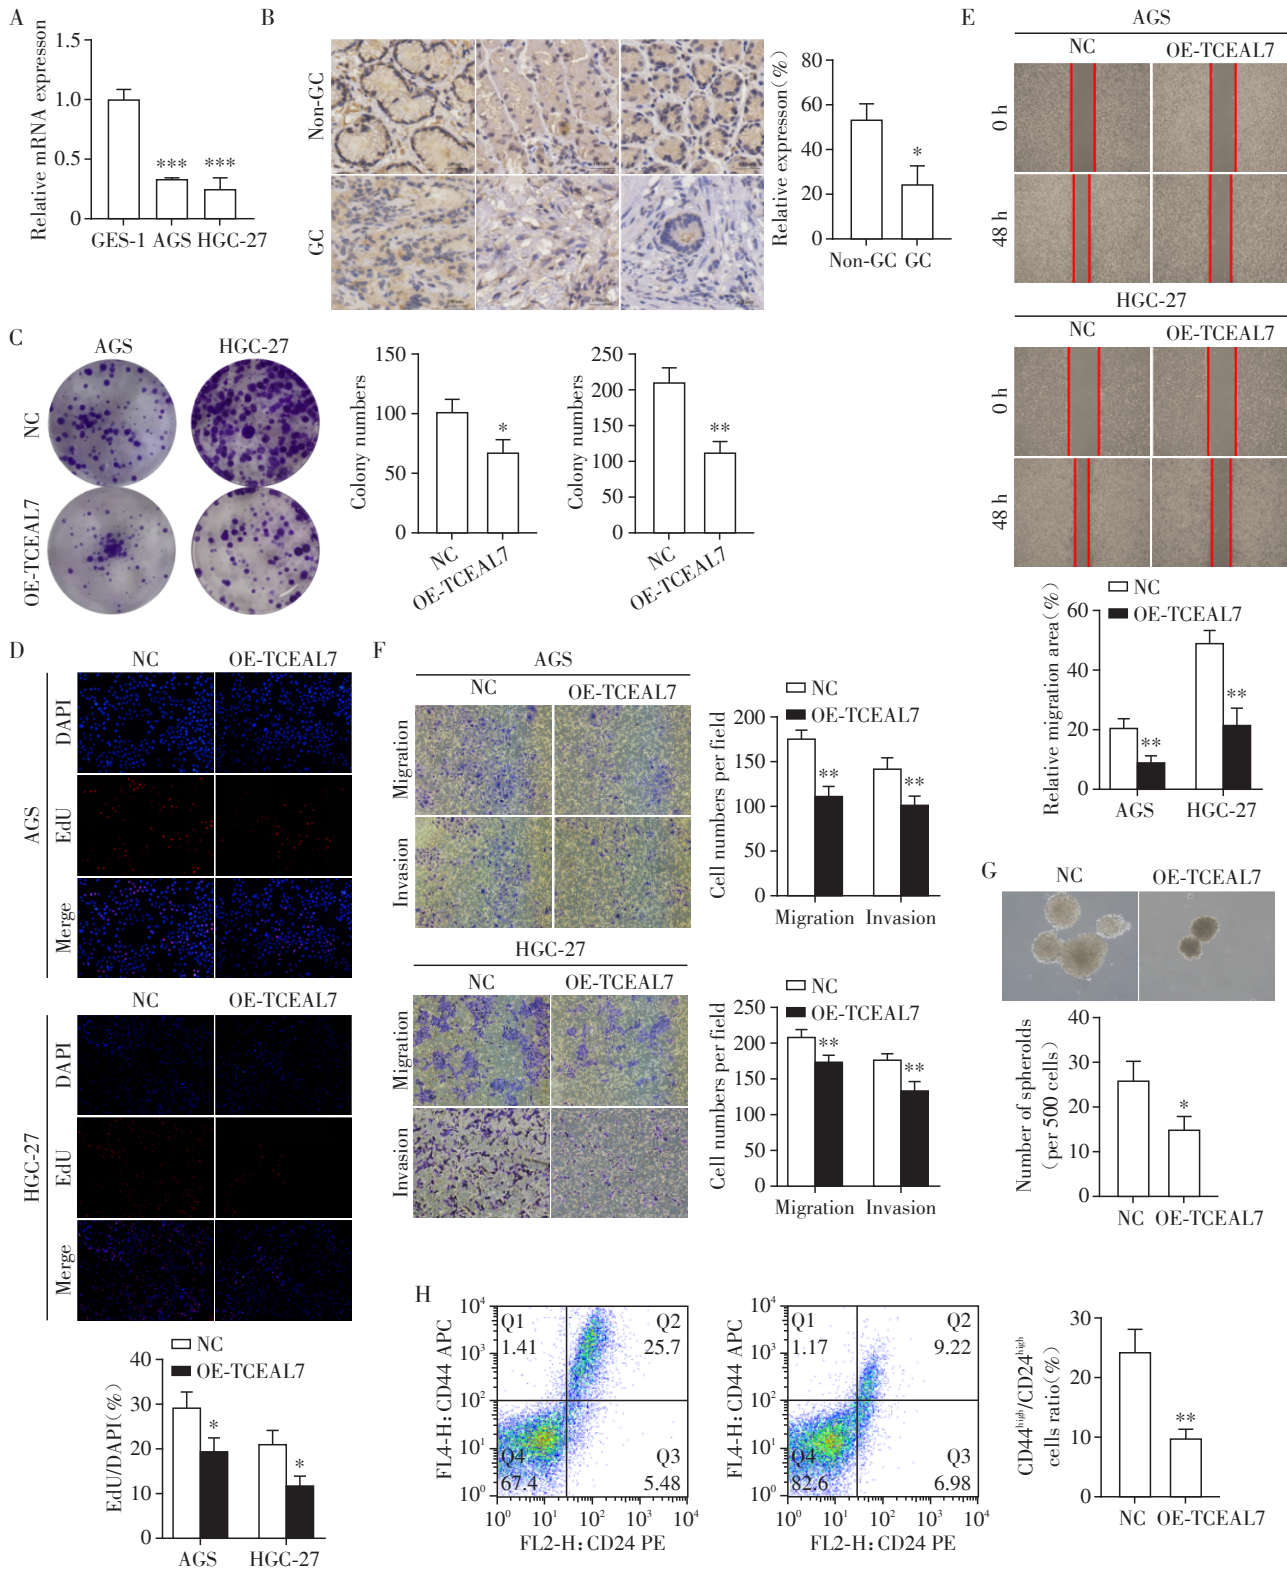 A
Relative mRNA expresson
1.5
1.0
0.5
0
***
***
GES-1 AGS HGC-27
B
Non-GC
GC
Relative expresson(%)
80
60
40
20
0
*
Non-GC GC
C
AGS HGC-27
NC
OE-TCEAL7
Colony numbers
150
100
50
0
*
NC
OE-TCEAL7
Colony numbers
250
200
150
100
50
0
**
NC
OE-TCEAL7
D
NC OE-TCEAL7
AGS
DAPI
EdU
Merge
NC OE-TCEAL7
HGC-27
DAPI
EdU
Merge
NC
OE-TCEAL7
EdU/DAPI(%)
40
30
20
10
0
*
*
AGS HGC-27
E
AGS
NC OE-TCEAL7
0 h
48 h
HGC-27
NC OE-TCEAL7
0 h
48 h
NC
OE-TCEAL7
Relative migration area(%)
60
40
20
0
**
**
AGS HGC-27
F
AGS
NC OE-TCEAL7
Migration
Invasion
NC
OE-TCEAL7
Cell numbers per field
200
150
100
50
0
**
**
Migration Invasion
HGC-27
NC OE-TCEAL7
Migration
Invasion
NC
OE-TCEAL7
Cell numbers per field
250
200
150
100
50
0
**
**
Migration Invasion
G
NC OE-TCEAL7
Number of spherolds
(per 500 cells)
40
30
20
10
0
*
NC OE-TCEAL7
H
FL4-H: CD44 APC
10⁴
10³
10²
10¹
10⁰
Q1
1.41
Q2
25.7
Q4
67.4
Q3
5.48
10⁰ 10¹ 10² 10³ 10⁴
FL2-H: CD24 PE
FL4-H: CD44 APC
10⁴
10³
10²
10¹
10⁰
Q1
1.17
Q2
9.22
Q4
82.6
Q3
6.98
10⁰ 10¹ 10² 10³ 10⁴
FL2-H: CD24 PE
CD44ʰⁱᵍʰ/CD24ʰⁱᵍʰ
cells ratio(%)
30
20
10
0
**
NC OE-TCEAL7